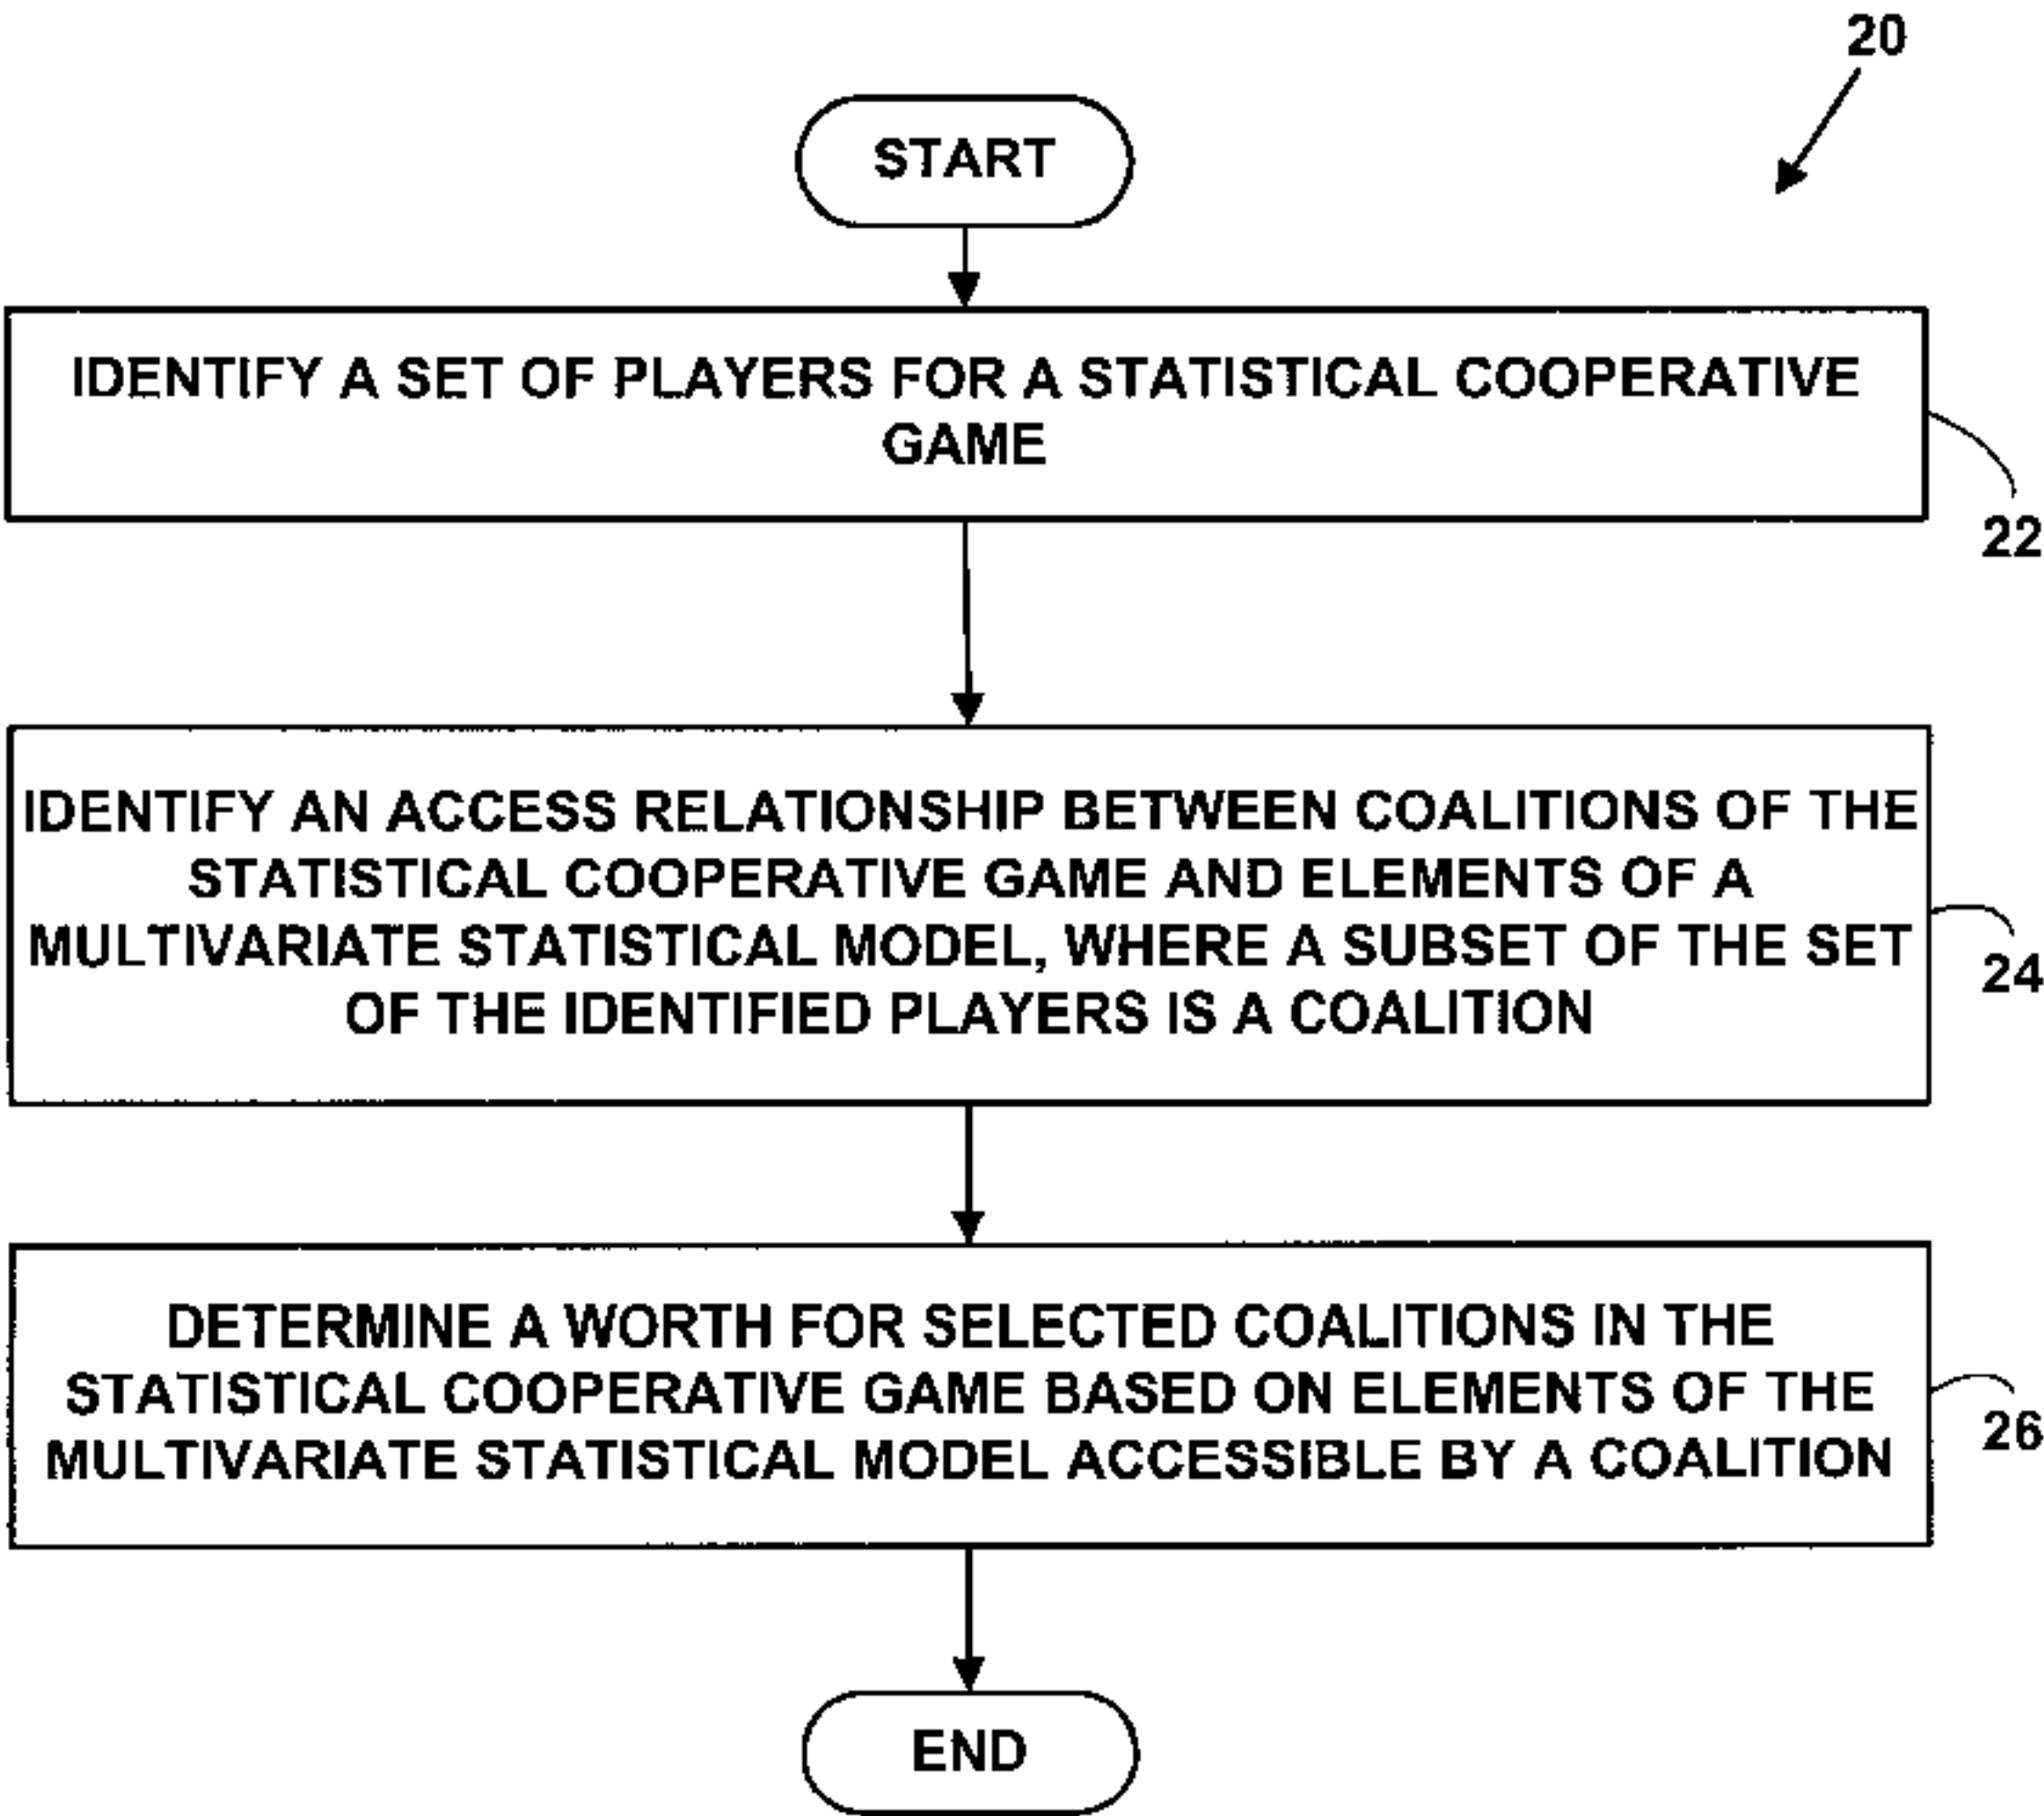 20
START
IDENTIFY A SET OF PLAYERS FOR A STATISTICAL COOPERATIVE
GAME
22
IDENTIFY AN ACCESS RELATIONSHIP BETWEEN COALITIONS OF THE
STATISTICAL COOPERATIVE GAME AND ELEMENTS OF A
MULTIVARIATE STATISTICAL MODEL, WHERE A SUBSET OF THE SET
OF THE IDENTIFIED PLAYERS IS A COALITION
24
DETERMINE A WORTH FOR SELECTED COALITIONS IN THE
STATISTICAL COOPERATIVE GAME BASED ON ELEMENTS OF THE
MULTIVARIATE STATISTICAL MODEL ACCESSIBLE BY A COALITION
26
END